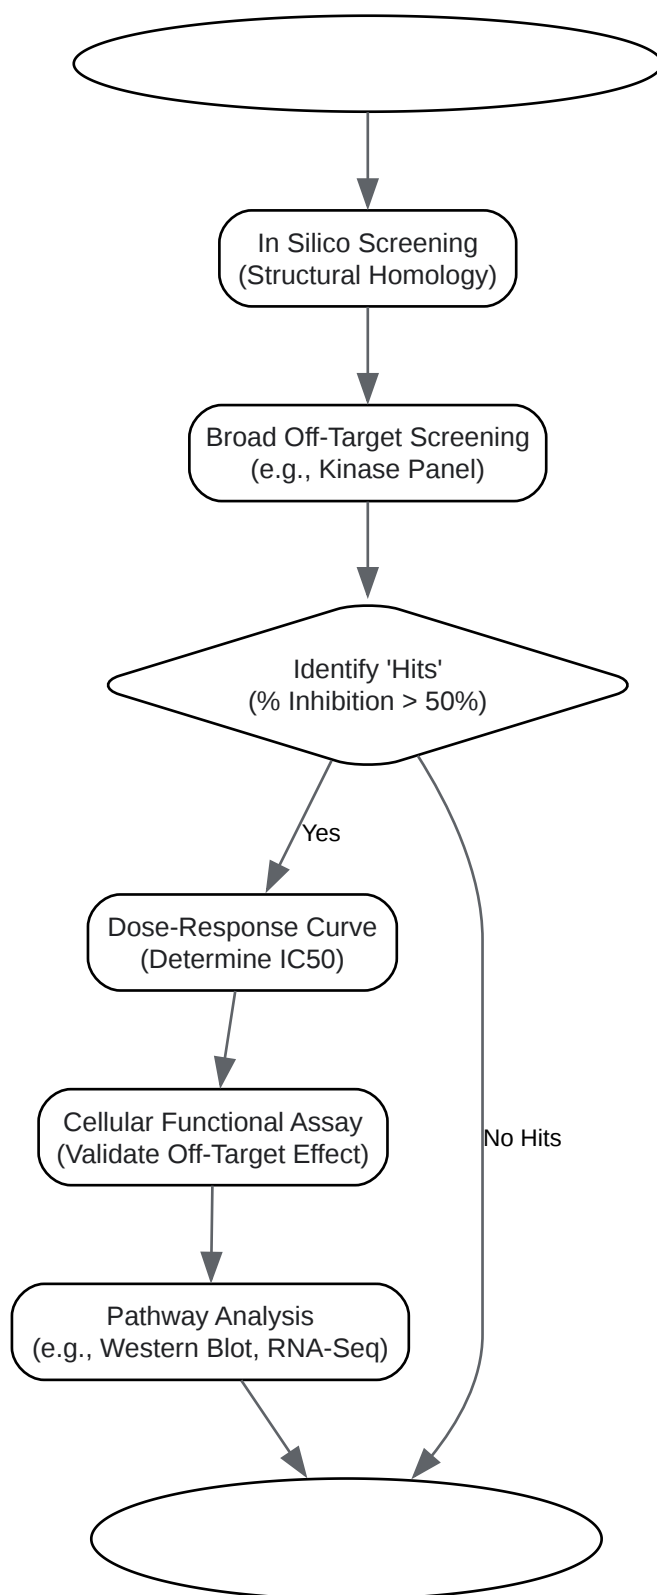 In Silico Screening
(Structural Homology)
Broad Off-Target Screening
(e.g., Kinase Panel)
Identify 'Hits'
(% Inhibition > 50%)
Yes
Dose-Response Curve
(Determine IC50)
Cellular Functional Assay
(Validate Off-Target Effect)
No Hits
Pathway Analysis
(e.g., Western Blot, RNA-Seq)